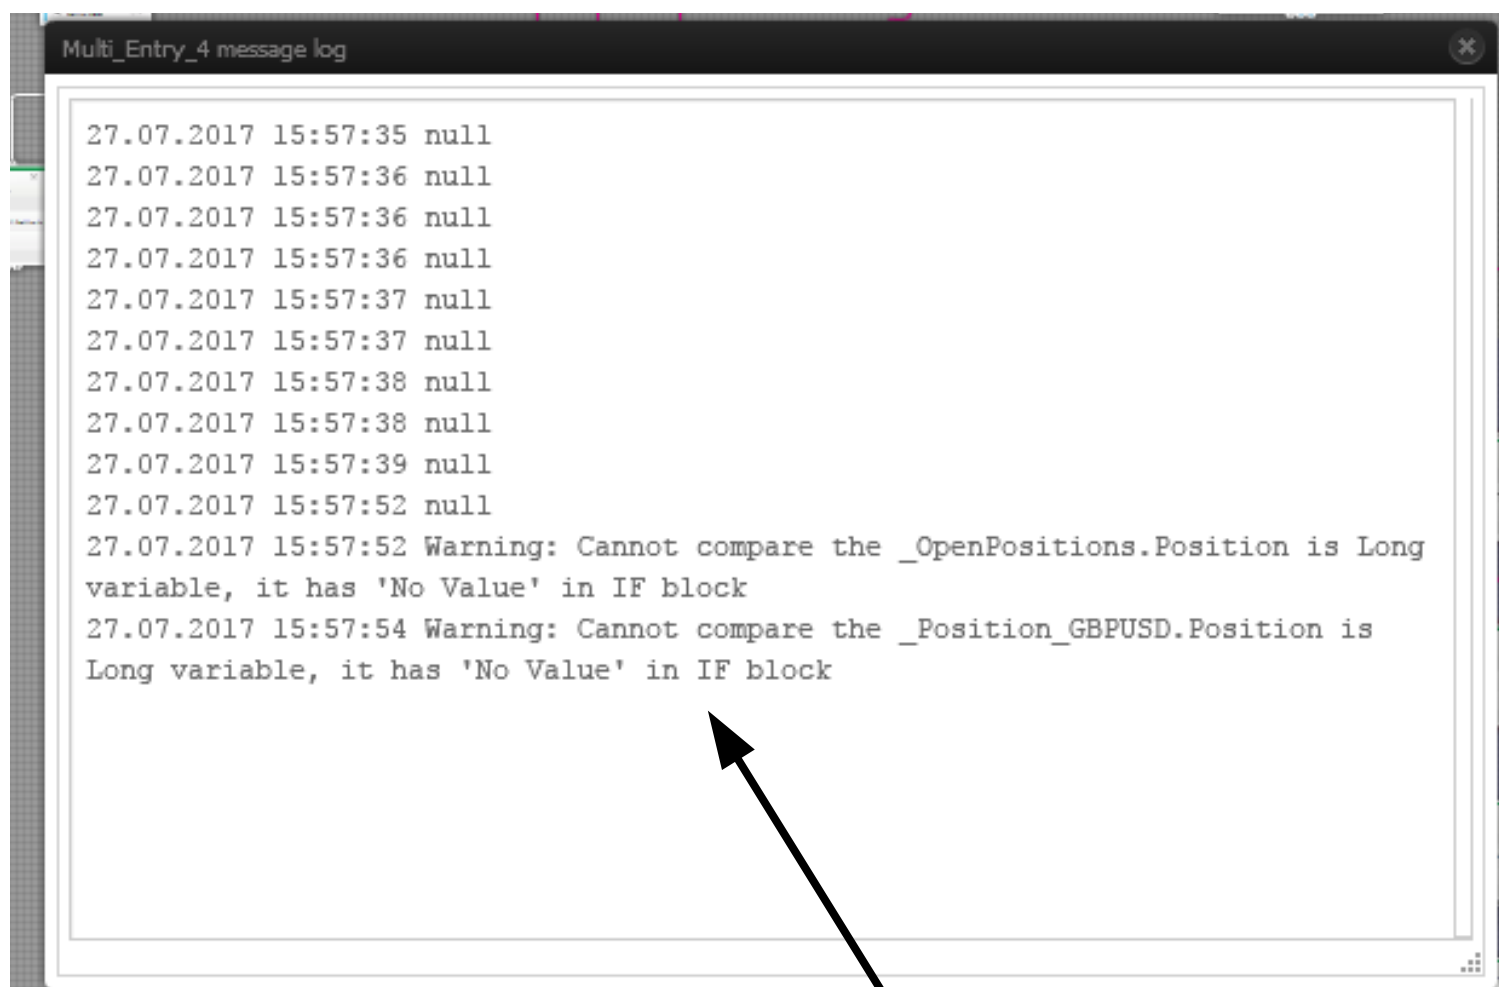 Multi_Entry_4 message log
27.07.2017 15:57:35 null
27.07.2017 15:57:36 null
27.07.2017 15:57:36 null
27.07.2017 15:57:36 null
27.07.2017 15:57:37 null
27.07.2017 15:57:37 null
27.07.2017 15:57:38 null
27.07.2017 15:57:38 null
27.07.2017 15:57:39 null
27.07.2017 15:57:52 null
27.07.2017 15:57:52 Warning: Cannot compare the _OpenPositions.Position is Long
variable, it has 'No Value' in IF block
27.07.2017 15:57:54 Warning: Cannot compare the _Position_GBPUSD.Position is
Long variable, it has 'No Value' in IF block